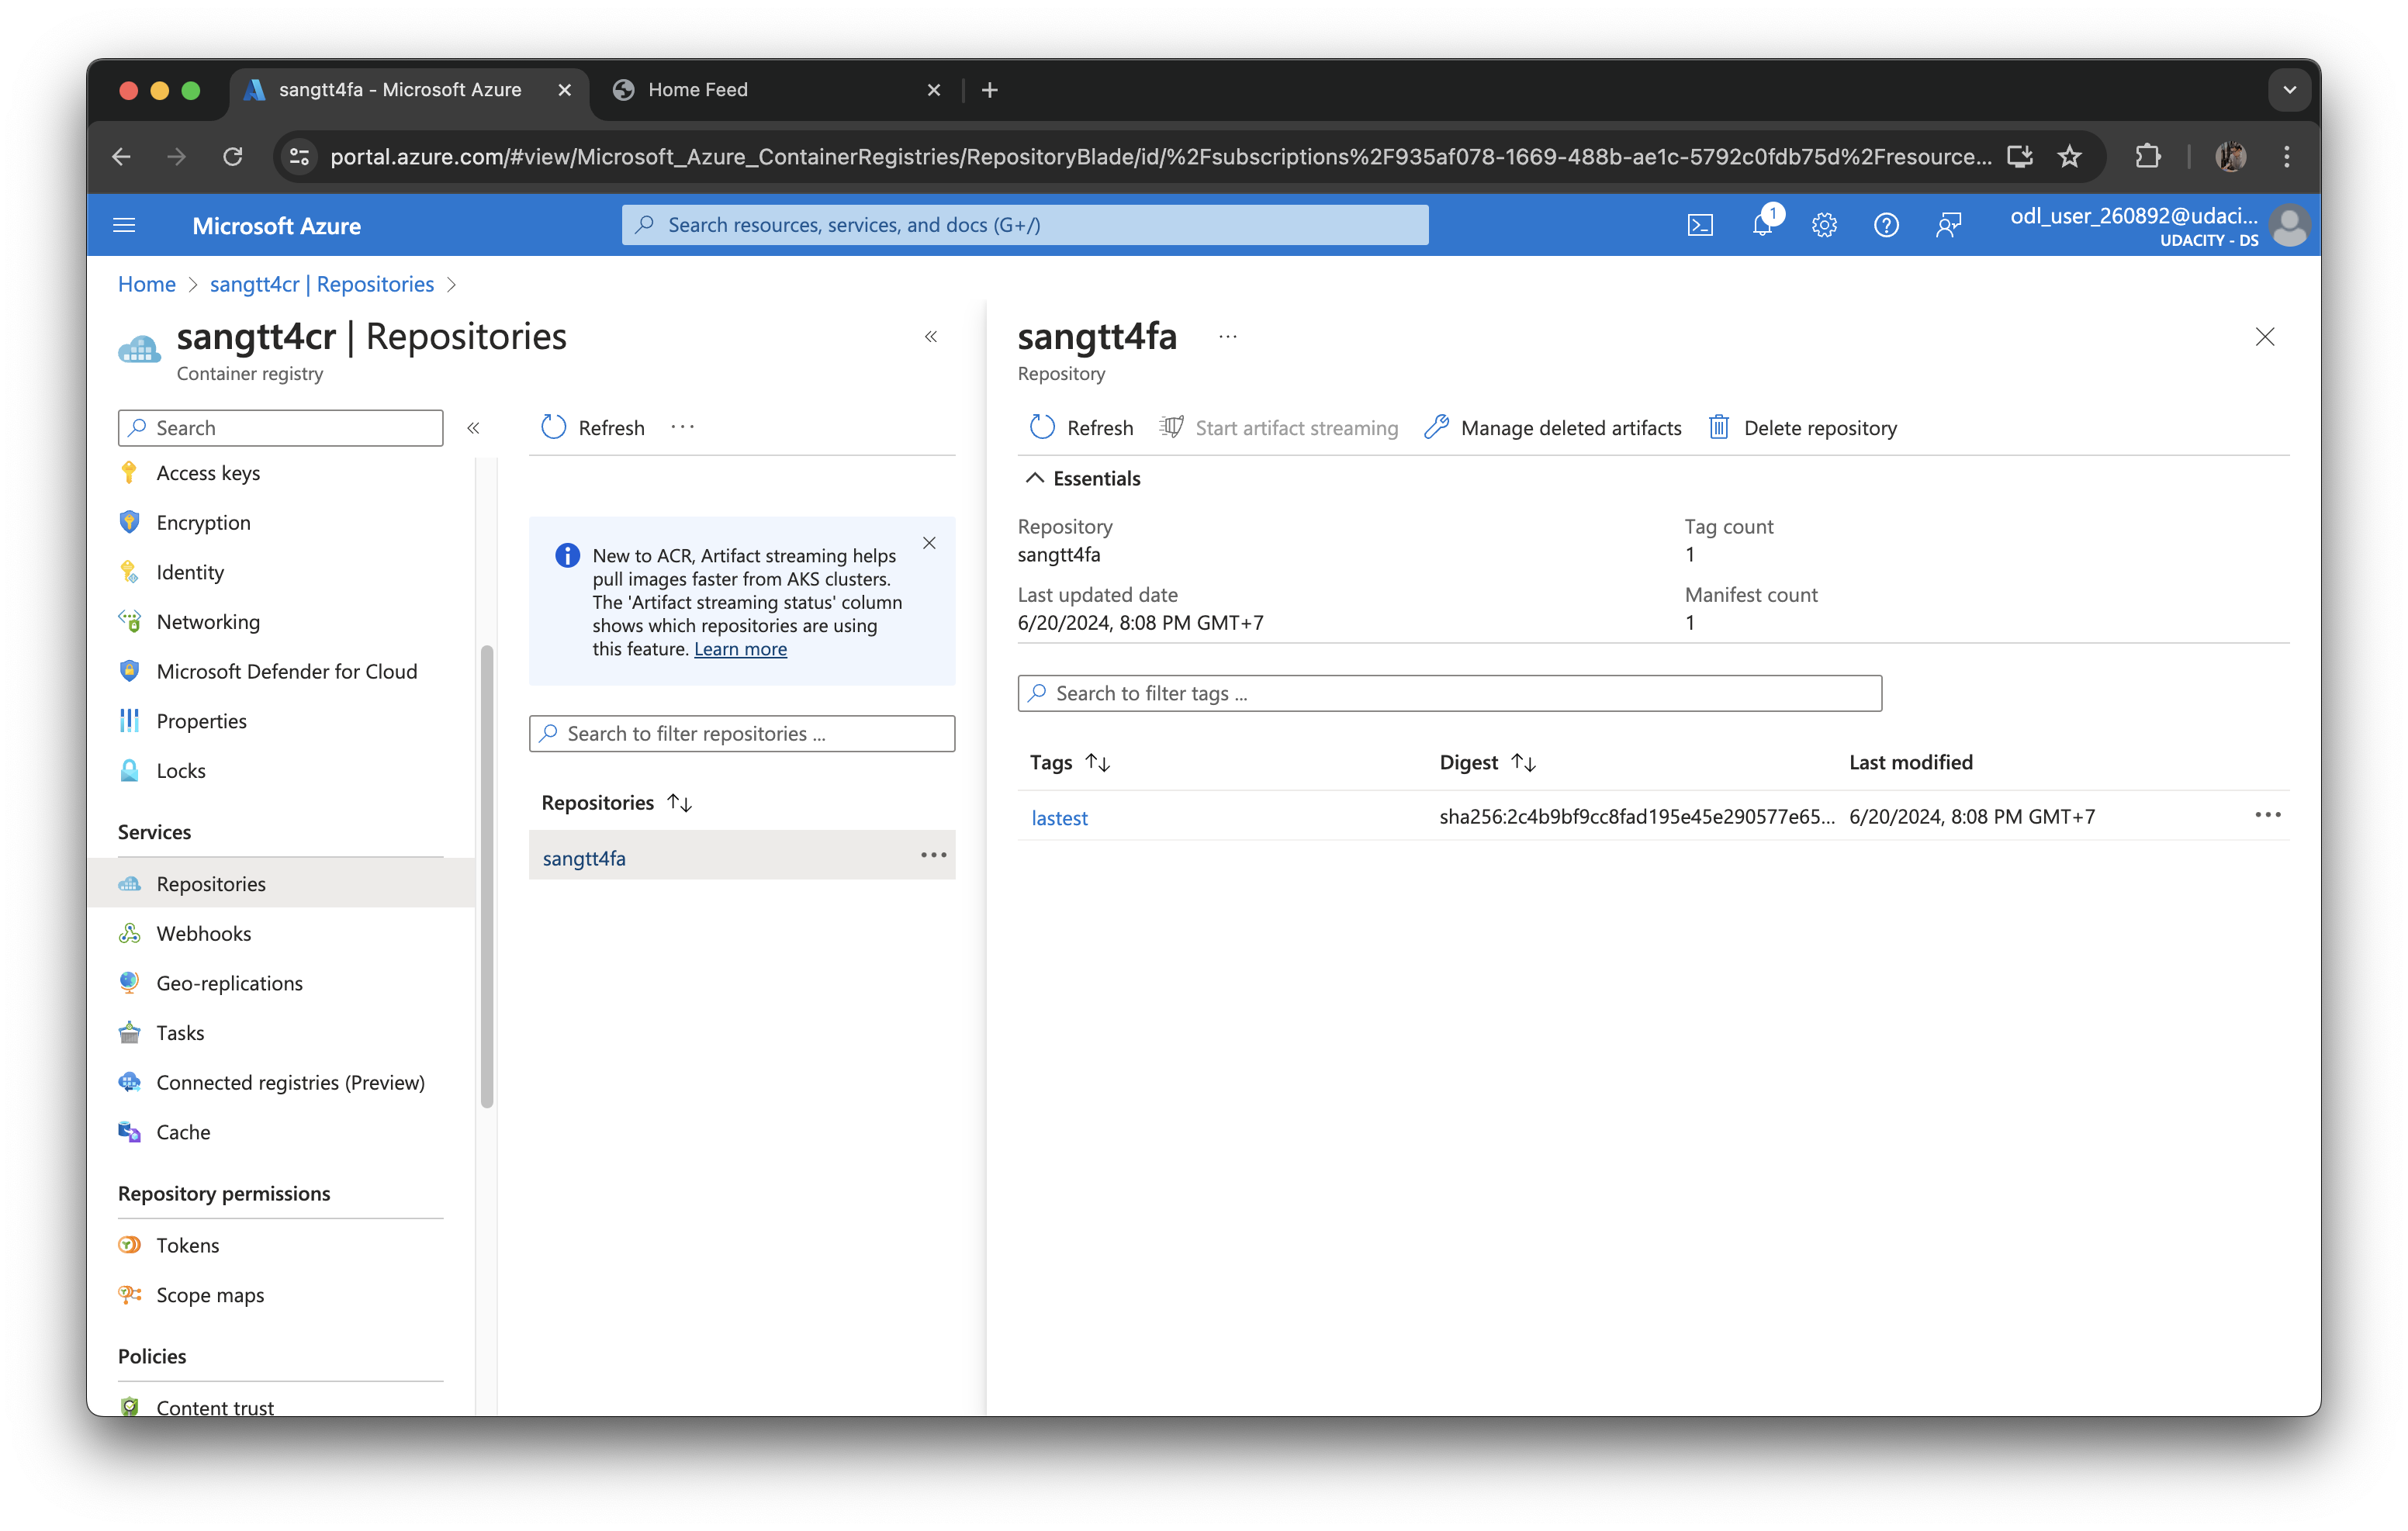 sangtt4fa - Microsoft Azure
Home Feed
portal.azure.com/#view/Microsoft_Azure_ContainerRegistries/RepositoryBlade/id/%2Fsubscriptions%2F935af078-1669-488b-ae1c-5792c0fdb75d%2Fresource...
Microsoft Azure
Search resources, services, and docs (G+/)
1
odl_user_260892@udaci...
UDACITY - DS
Home > sangtt4cr | Repositories >
sangtt4cr | Repositories
Container registry
Search
Access keys
Encryption
Identity
Networking
Microsoft Defender for Cloud
Properties
Locks
Services
Repositories
Webhooks
Geo-replications
Tasks
Connected registries (Preview)
Cache
Repository permissions
Tokens
Scope maps
Policies
Content trust
Refresh
New to ACR, Artifact streaming helps
pull images faster from AKS clusters.
The 'Artifact streaming status' column
shows which repositories are using
this feature. Learn more
Search to filter repositories ...
Repositories
sangtt4fa
sangtt4fa
Repository
Refresh Start artifact streaming Manage deleted artifacts Delete repository
Essentials
Repository
sangtt4fa
Tag count
1
Last updated date
6/20/2024, 8:08 PM GMT+7
Manifest count
1
Search to filter tags ...
Tags Digest Last modified
lastest sha256:2c4b9bf9cc8fad195e45e290577e65... 6/20/2024, 8:08 PM GMT+7